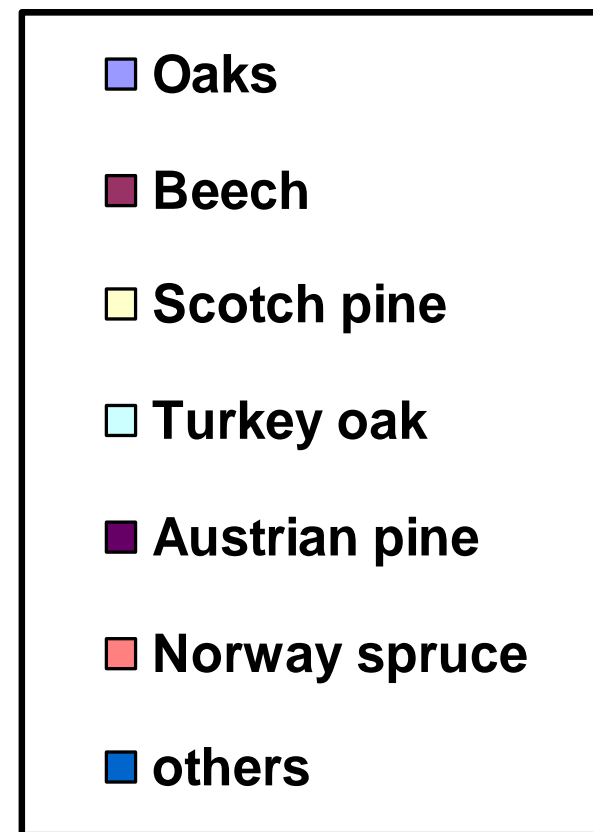 Oaks
Beech
Scotch pine
Turkey oak
Austrian pine
Norway spruce
others